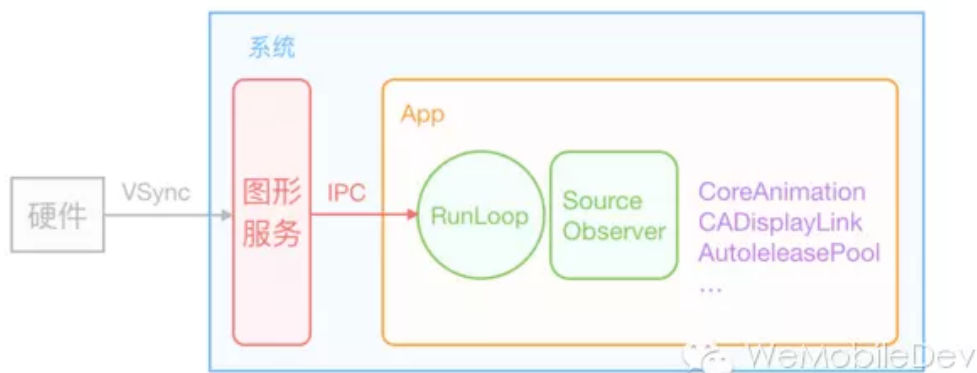 系统
App
硬件
VSync
图形
服务
IPC
RunLoop
Source
Observer
CoreAnimation
CADisplayLink
AutoleleasePool
...
WeMobileDev